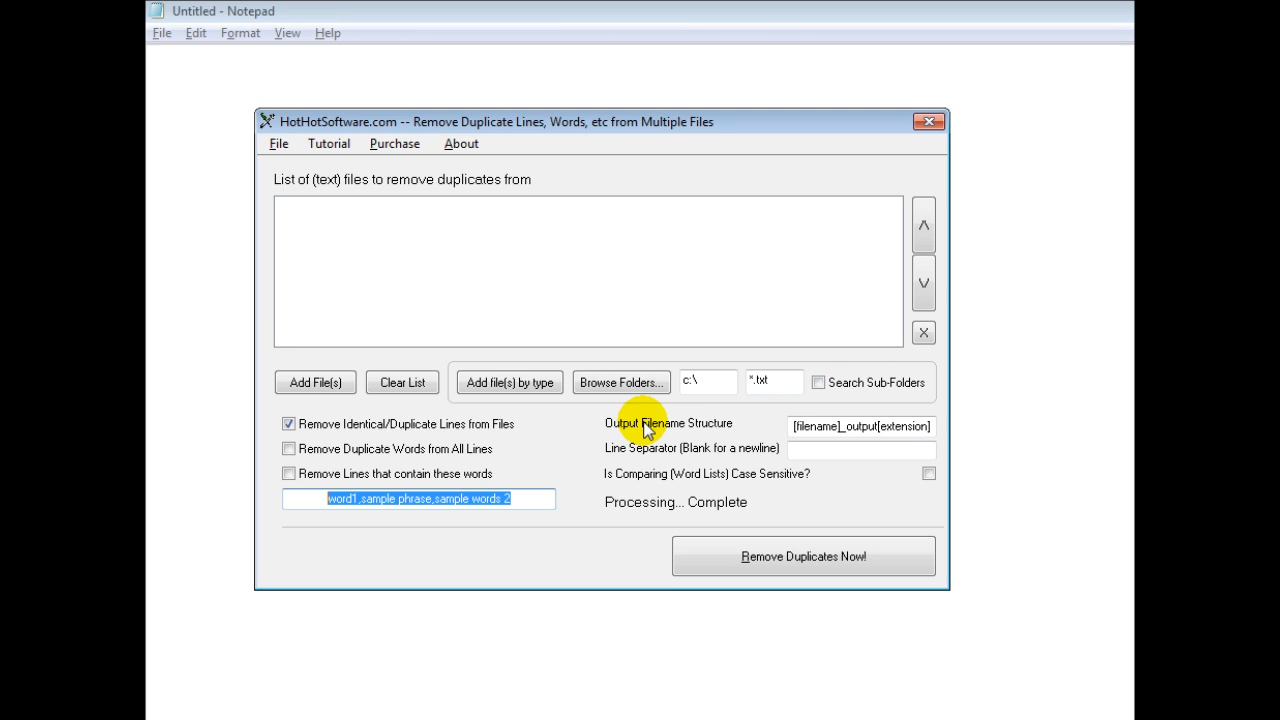 Untitled - Notepad
File Edit Format View Help
HotHotSoftware.com -- Remove Duplicate Lines, Words, etc from Multiple Files
File Tutorial Purchase About
List of (text) files to remove duplicates from
Add File(s) Clear List Add file(s) by type Browse Folders... c:\ *.txt Search Sub-Folders
Remove Identical/Duplicate Lines from Files Output Filename Structure [filename]_output[extension]
Remove Duplicate Words from All Lines Line Separator (Blank for a newline)
Remove Lines that contain these words Is Comparing (Word Lists) Case Sensitive?
word1,sample phrase,sample words 2 Processing... Complete
Remove Duplicates Now!